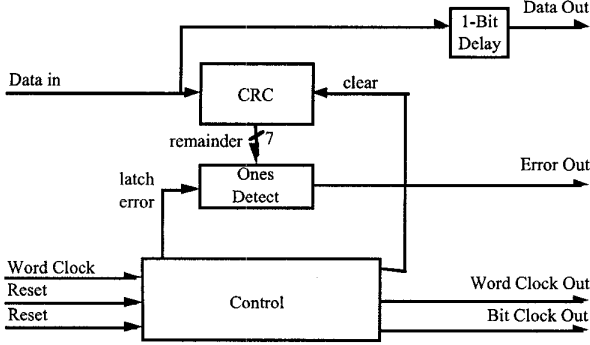 Data Out
1-Bit
Delay
Data in
CRC
clear
remainder
7
Ones
Detect
Error Out
latch
error
Word Clock
Reset
Reset
Control
Word Clock Out
Bit Clock Out